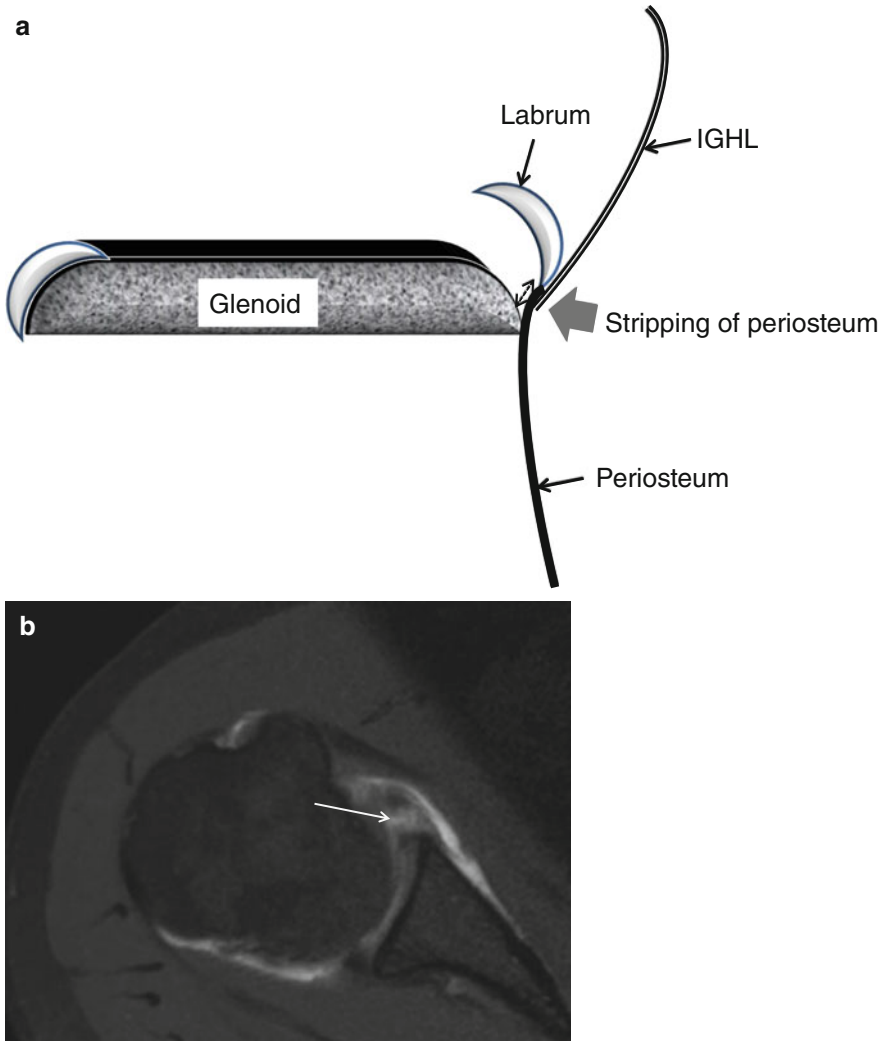 a
Labrum
IGHL
Glenoid
Stripping of periosteum
Periosteum
b